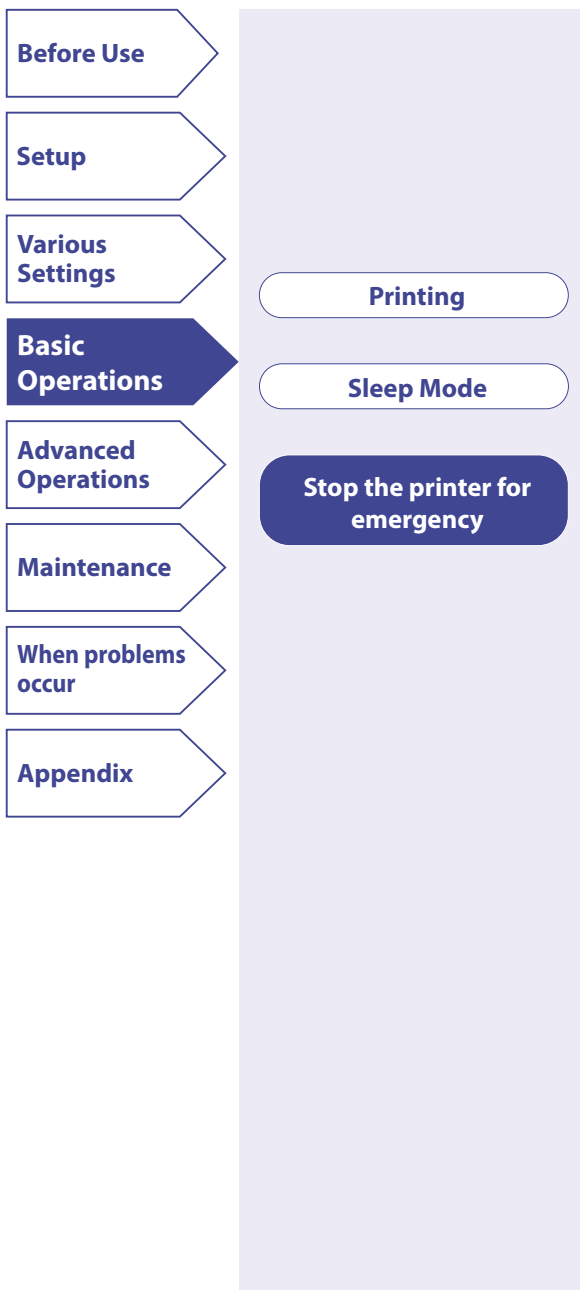 Before Use
Setup
Various
Settings
Basic
Operations
Advanced
Operations
Maintenance
When problems
occur
Appendix
Printing
Sleep Mode
Stop the printer for
emergency